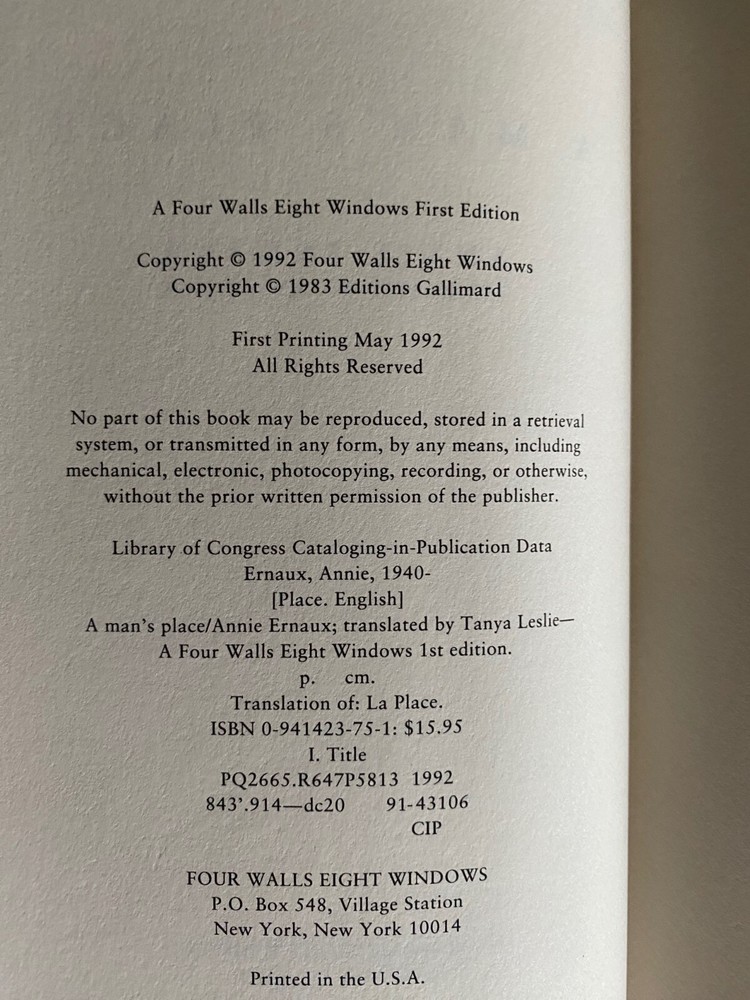 A Four Walls Eight Windows First Edition
Copyright © 1992 Four Walls Eight Windows
Copyright © 1983 Editions Gallimard
First Printing May 1992
All Rights Reserved
No part of this book may be reproduced, stored in a retrieval
system, or transmitted in any form, by any means, including
mechanical, electronic, photocopying, recording, or otherwise,
without the prior written permission of the publisher.
Library of Congress Cataloging-in-Publication Data
Ernaux, Annie, 1940-
[Place. English]
A man's place/Annie Ernaux; translated by Tanya Leslie—
A Four Walls Eight Windows 1st edition.
p. cm.
Translation of: La Place.
ISBN 0-941423-75-1: $15.95
I. Title
PQ2665.R647P5813 1992
843'.914—dc20 91-43106
CIP
FOUR WALLS EIGHT WINDOWS
P.O. Box 548, Village Station
New York, New York 10014
Printed in the U.S.A.